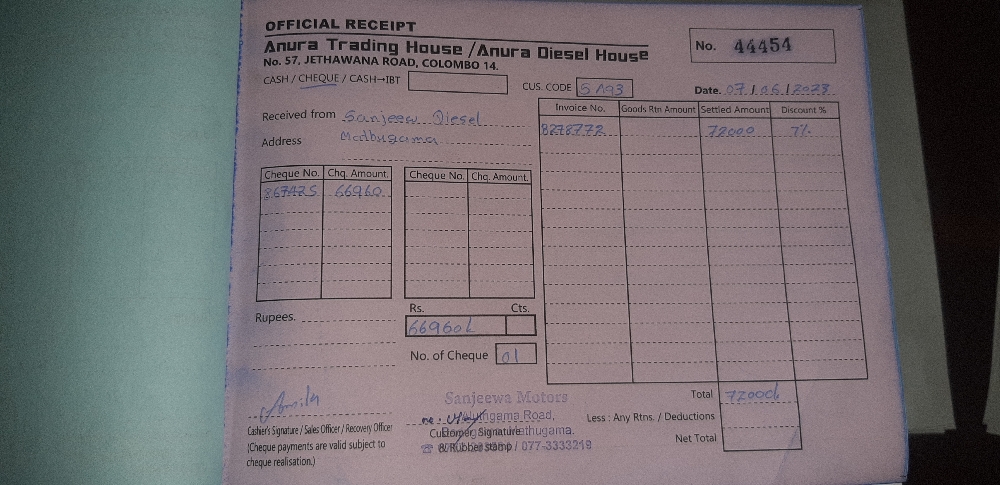 OFFICIAL RECEIPT
Anura Trading House / Anura Diesel House
No. 57, JETHAWANA ROAD, COLOMBO 14.
No. 44454
CASH / CHEQUE / CASH→IBT
CUS. CODE
Date. 07 / 06 / 2023
Received from Sanjeew Diesel
Address
Invoice No. Goods Rtn Amount Settled Amount Discount %
8278772 72000 7%
Cheque No. Chq. Amount. Cheque No. Chq. Amount.
867425 66960
Rupees.
Rs. Cts.
66960
No. of Cheque 01
Total 72000
Less : Any Rtns. / Deductions
Net Total
Cashier's Signature / Sales Officer / Recovery Officer
(Cheque payments are valid subject to
cheque realisation.)
Sanjeewa Motors
Road,
Customer Signature
& Rubber stamp / 077-3333218